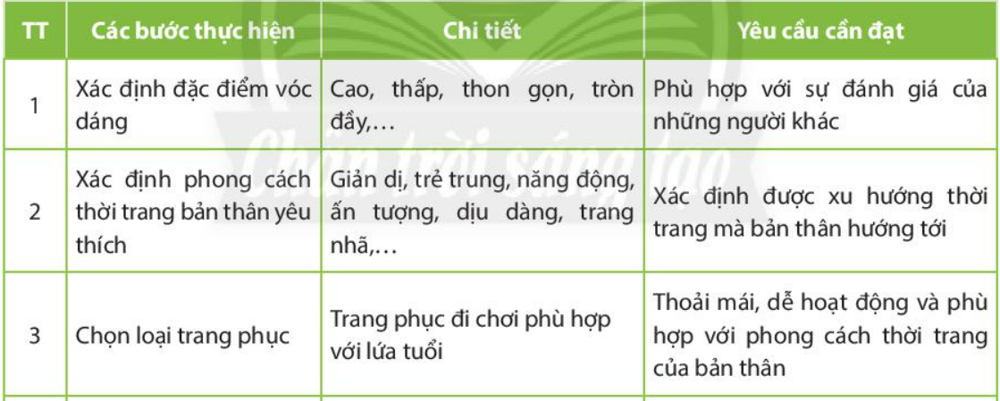 TT Các bước thực hiện Chi tiết Yêu cầu cần đạt
1
Xác định đặc điểm vóc
dáng
Cao, thấp, thon gọn, tròn
đầy,...
Phù hợp với sự đánh giá của
những người khác
2
Xác định phong cách
thời trang bản thân yêu
thích
Giản dị, trẻ trung, năng động,
ấn tượng, dịu dàng, trang
nhã,...
Xác định được xu hướng thời
trang mà bản thân hướng tới
3
Chọn loại trang phục
Trang phục đi chơi phù hợp
với lứa tuổi
Thoải mái, dễ hoạt động và phù
hợp với phong cách thời trang
của bản thân
Chân trời sáng tạo